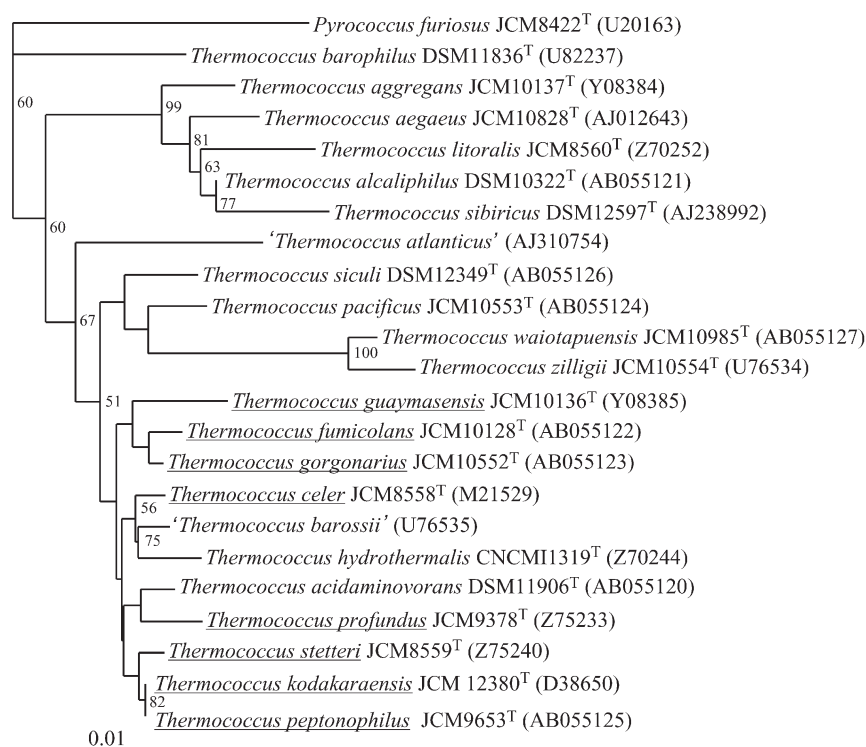 Pyrococcus furiosus JCM8422ᵀ (U20163)
Thermococcus barophilus DSM11836ᵀ (U82237)
Thermococcus aggregans JCM10137ᵀ (Y08384)
60
99
Thermococcus aegaeus JCM10828ᵀ (AJ012643)
81
Thermococcus litoralis JCM8560ᵀ (Z70252)
63
Thermococcus alcaliphilus DSM10322ᵀ (AB055121)
77
Thermococcus sibiricus DSM12597ᵀ (AJ238992)
60
‘Thermococcus atlanticus’ (AJ310754)
Thermococcus siculi DSM12349ᵀ (AB055126)
Thermococcus pacificus JCM10553ᵀ (AB055124)
67
Thermococcus waiotapuensis JCM10985ᵀ (AB055127)
100
Thermococcus zilligii JCM10554ᵀ (U76534)
51
Thermococcus guaymasensis JCM10136ᵀ (Y08385)
Thermococcus fumicolans JCM10128ᵀ (AB055122)
Thermococcus gorgonarius JCM10552ᵀ (AB055123)
Thermococcus celer JCM8558ᵀ (M21529)
56
‘Thermococcus barossii’ (U76535)
75
Thermococcus hydrothermalis CNCMI1319ᵀ (Z70244)
Thermococcus acidaminovorans DSM11906ᵀ (AB055120)
Thermococcus profundus JCM9378ᵀ (Z75233)
Thermococcus stetteri JCM8559ᵀ (Z75240)
Thermococcus kodakaraensis JCM 12380ᵀ (D38650)
82
Thermococcus peptonophilus JCM9653ᵀ (AB055125)
0.01